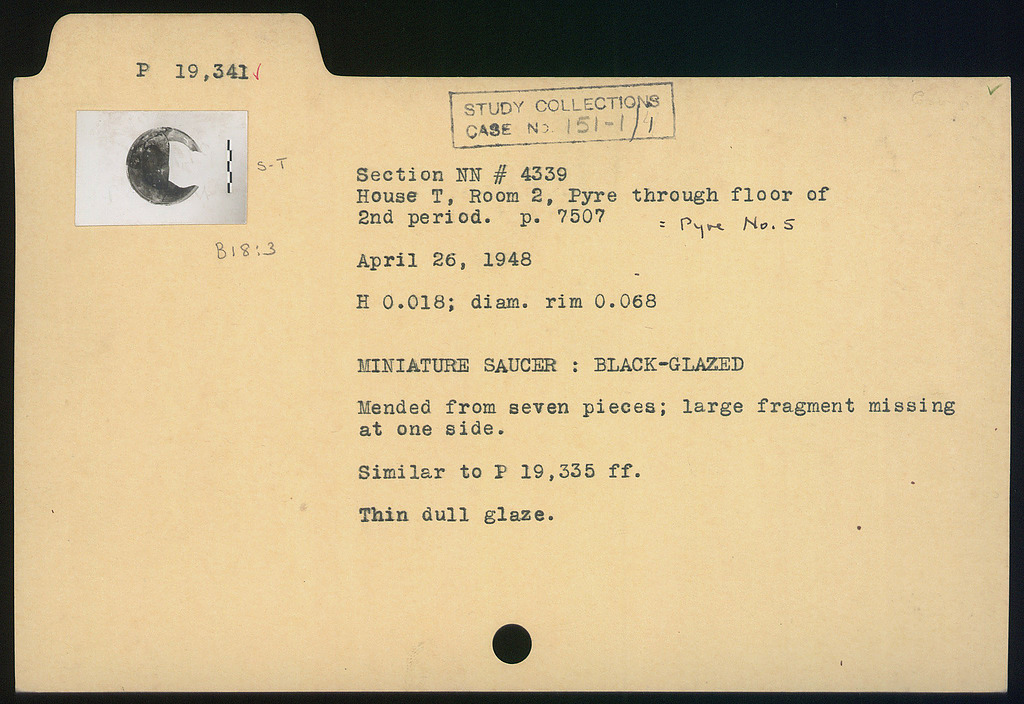 P 19,341✓
STUDY COLLECTIONS
CASE No. 151-1/1
S-T
Section NN # 4339
House T, Room 2, Pyre through floor of
2nd period. p. 7507
= Pyre No. 5
B18:3
April 26, 1948
H 0.018; diam. rim 0.068
MINIATURE SAUCER : BLACK-GLAZED
Mended from seven pieces; large fragment missing
at one side.
Similar to P 19,335 ff.
Thin dull glaze.